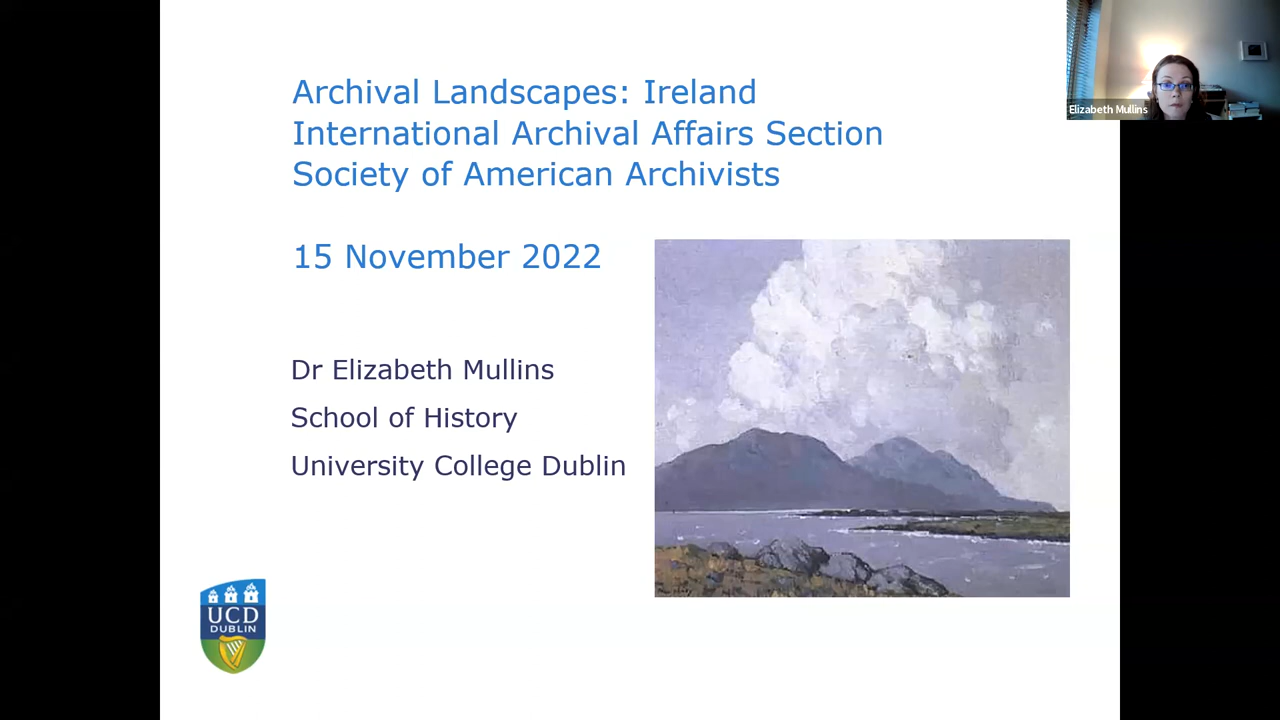 Archival Landscapes: Ireland
International Archival Affairs Section
Society of American Archivists
15 November 2022
Dr Elizabeth Mullins
School of History
University College Dublin
UCD
DUBLIN
Elizabeth Mullins